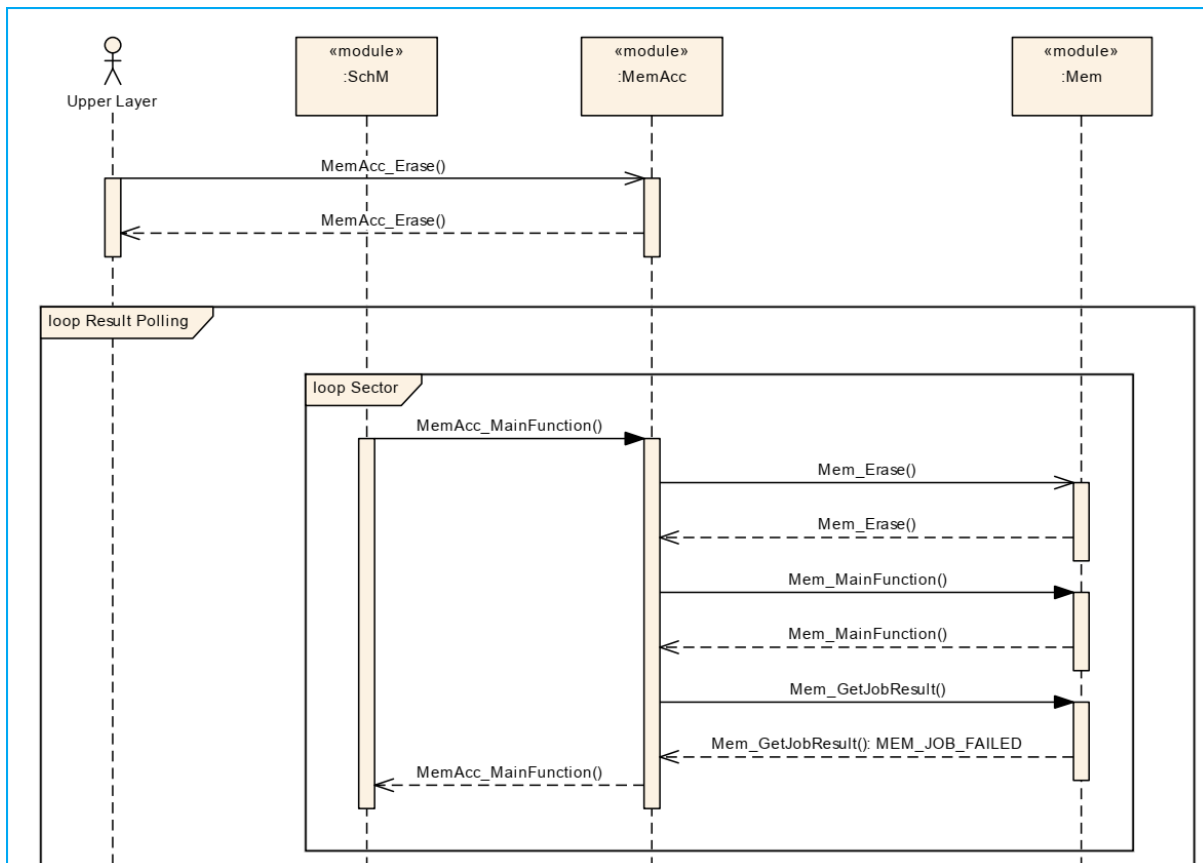 «module»
:SchM
«module»
:MemAcc
«module»
:Mem
Upper Layer
MemAcc_Erase()
MemAcc_Erase()
loop Result Polling
loop Sector
MemAcc_MainFunction()
Mem_Erase()
Mem_Erase()
Mem_MainFunction()
Mem_MainFunction()
Mem_GetJobResult()
Mem_GetJobResult(): MEM_JOB_FAILED
MemAcc_MainFunction()